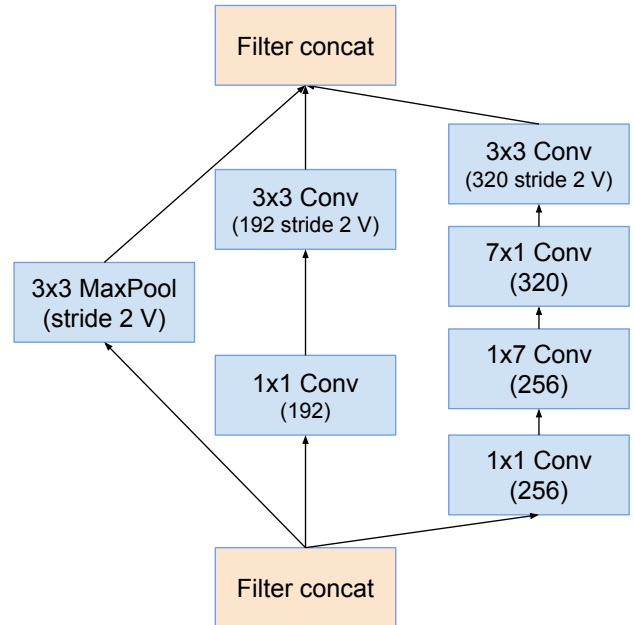 Filter concat
3x3 Conv
(320 stride 2 V)
3x3 Conv
(192 stride 2 V)
7x1 Conv
(320)
3x3 MaxPool
(stride 2 V)
1x7 Conv
(256)
1x1 Conv
(192)
1x1 Conv
(256)
Filter concat